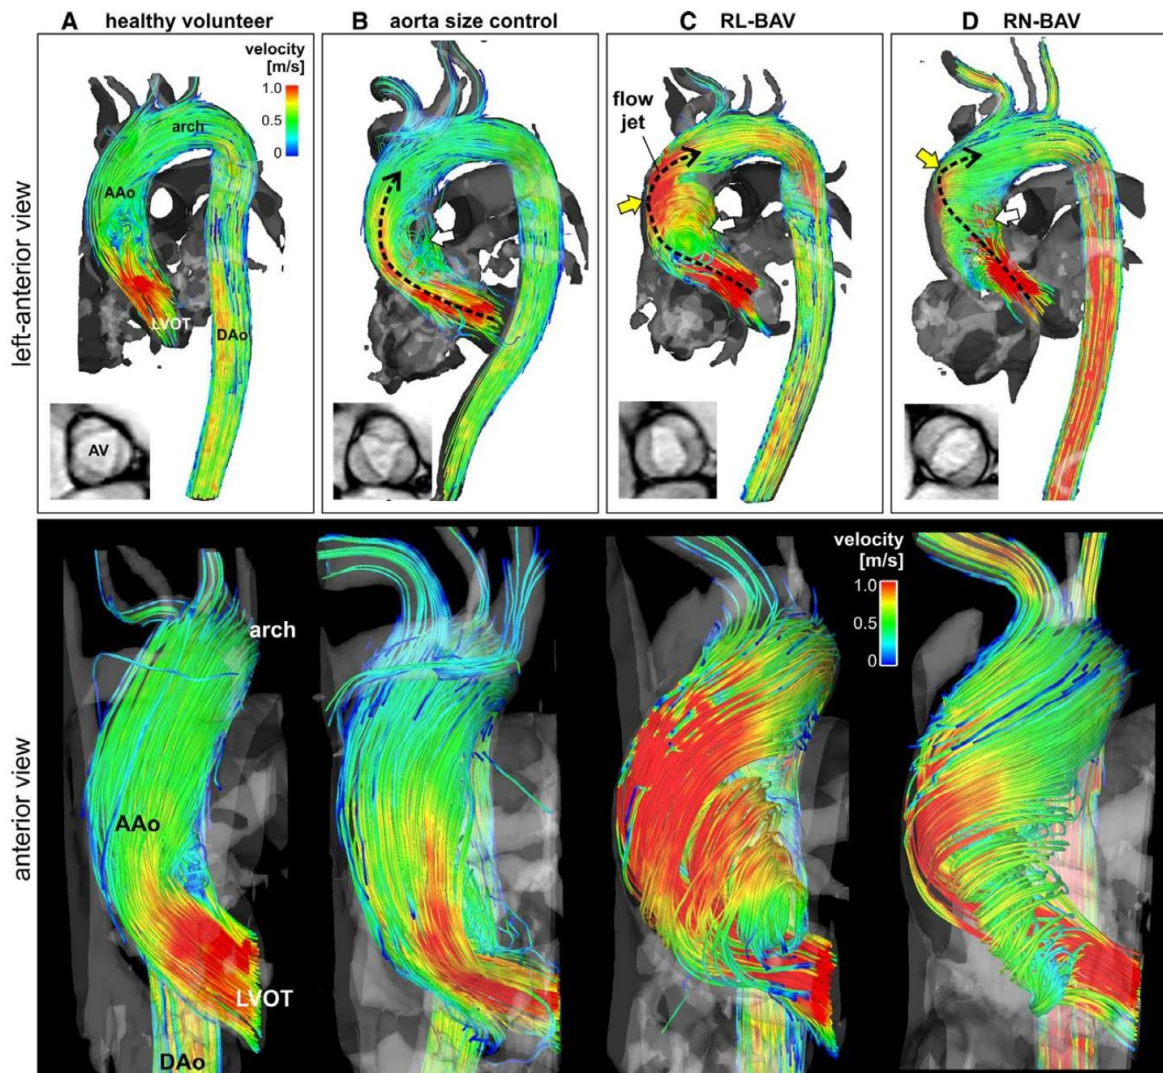 A healthy volunteer
B aorta size control
C RL-BAV
D RN-BAV
left-anterior view
velocity
[m/s]
1.0
0.5
0
arch
AAo
LVOT
DAo
AV
flow
jet
anterior view
arch
AAo
LVOT
DAo
velocity
[m/s]
1.0
0.5
0